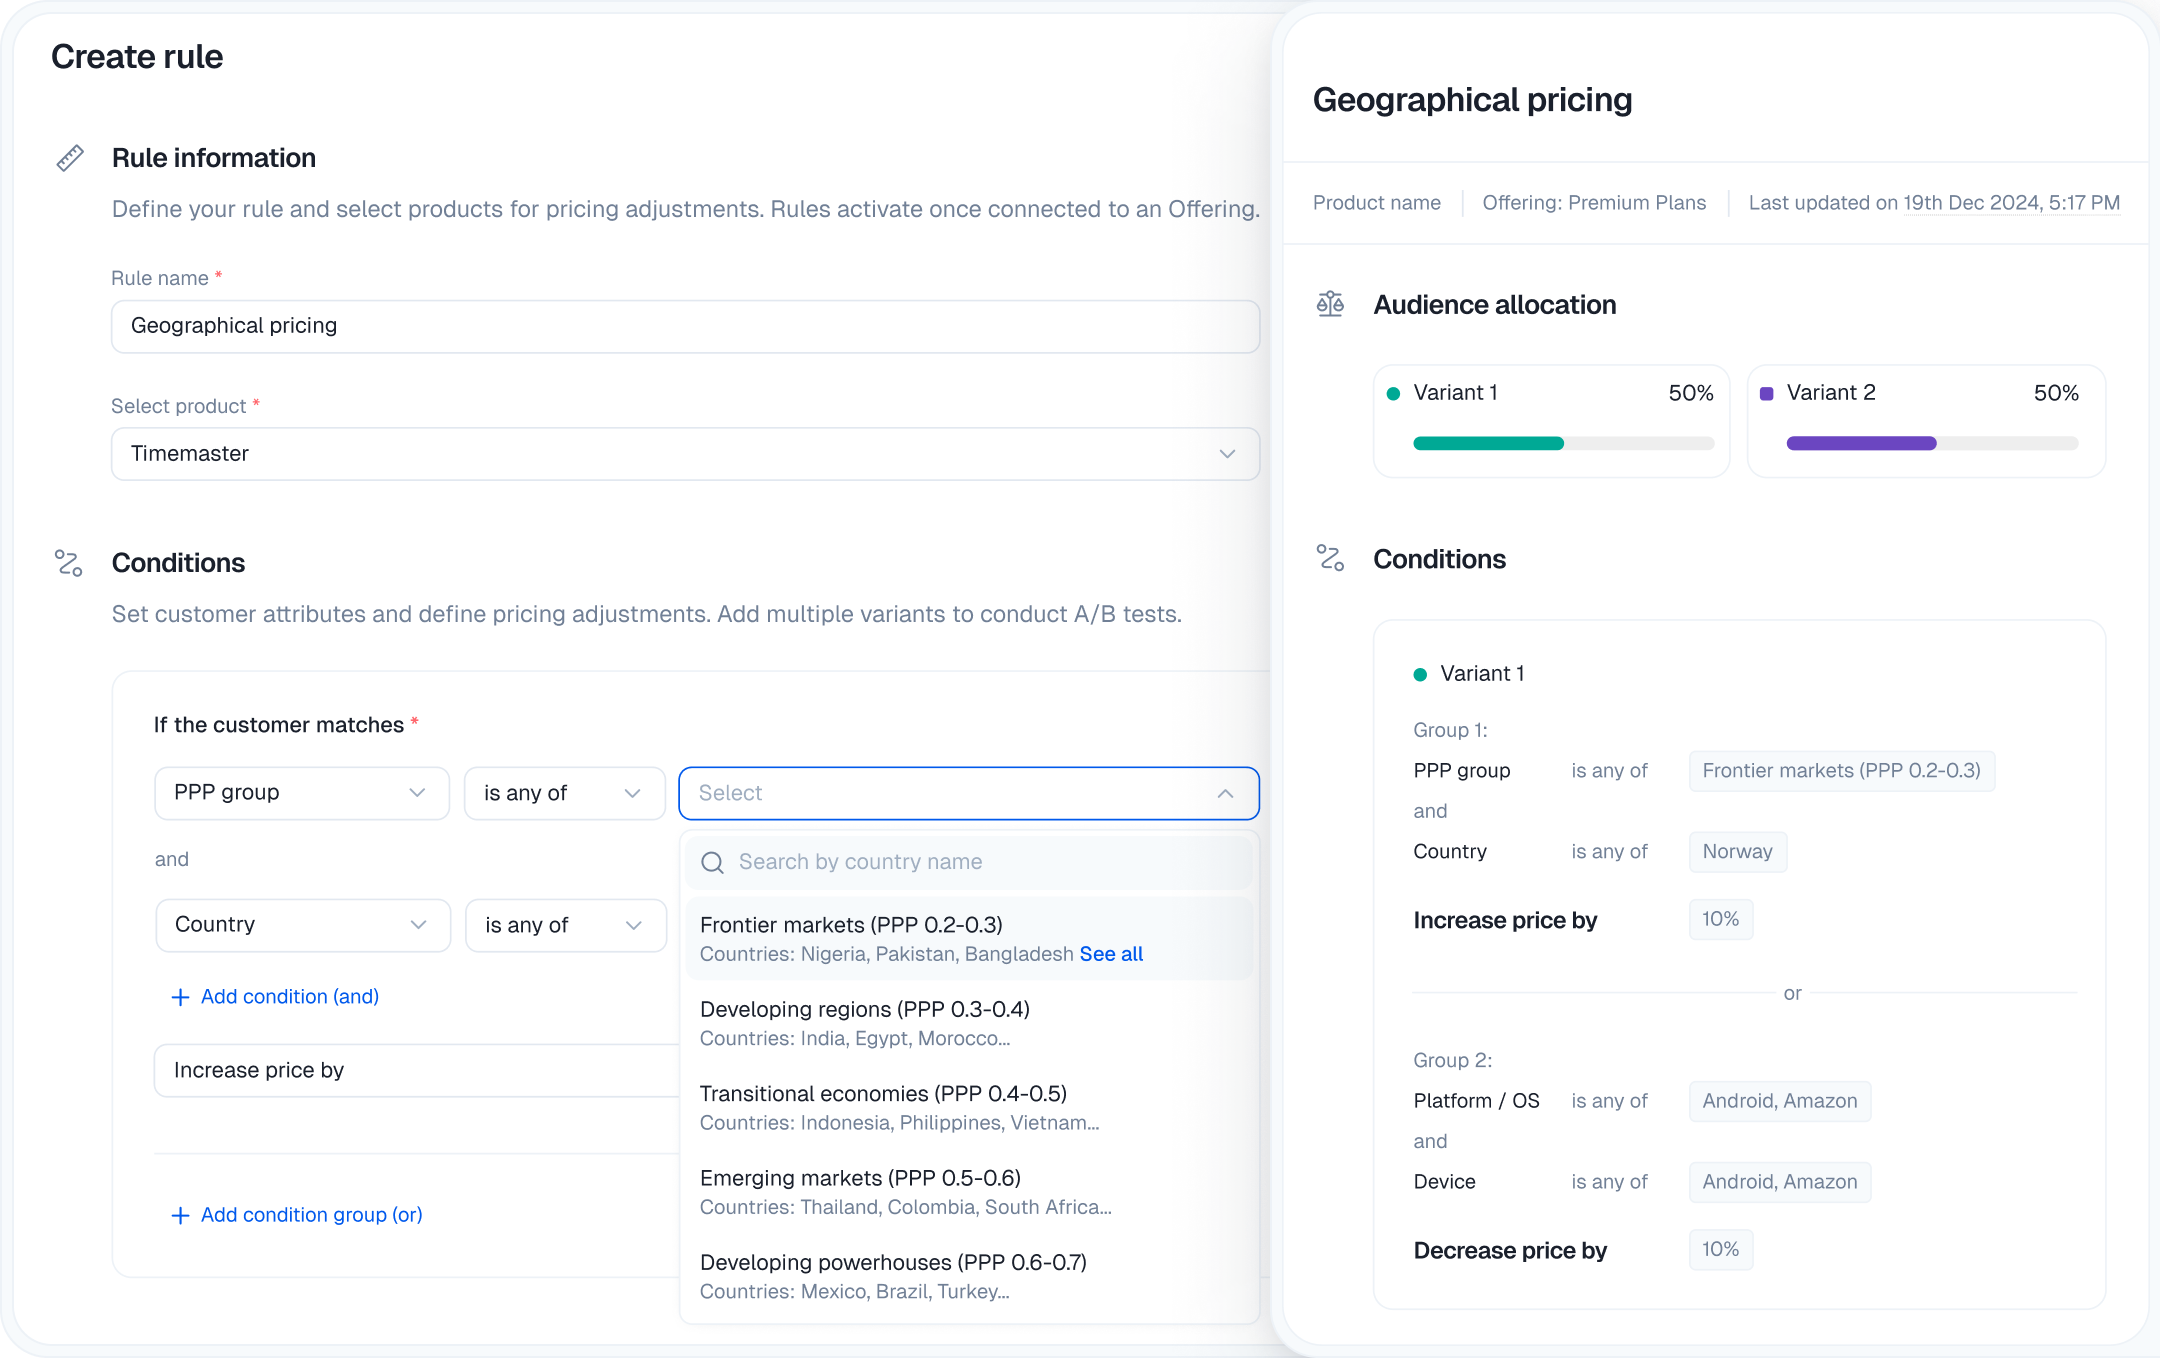 Create rule
Rule information
Define your rule and select products for pricing adjustments. Rules activate once connected to an Offering.
Rule name *
Geographical pricing
Select product *
Timemaster
Conditions
Set customer attributes and define pricing adjustments. Add multiple variants to conduct A/B tests.
If the customer matches *
PPP group is any of Select
and
Search by country name
Country is any of
Frontier markets (PPP 0.2-0.3)
Countries: Nigeria, Pakistan, Bangladesh See all
Add condition (and)
Developing regions (PPP 0.3-0.4)
Countries: India, Egypt, Morocco...
Increase price by
Transitional economies (PPP 0.4-0.5)
Countries: Indonesia, Philippines, Vietnam...
Emerging markets (PPP 0.5-0.6)
Countries: Thailand, Colombia, South Africa...
Add condition group (or)
Developing powerhouses (PPP 0.6-0.7)
Countries: Mexico, Brazil, Turkey...
Geographical pricing
Product name Offering: Premium Plans Last updated on 19th Dec 2024, 5:17 PM
Audience allocation
Variant 1 50% Variant 2 50%
Conditions
Variant 1
Group 1:
PPP group is any of Frontier markets (PPP 0.2-0.3)
and
Country is any of Norway
Increase price by 10%
or
Group 2:
Platform / OS is any of Android, Amazon
and
Device is any of Android, Amazon
Decrease price by 10%